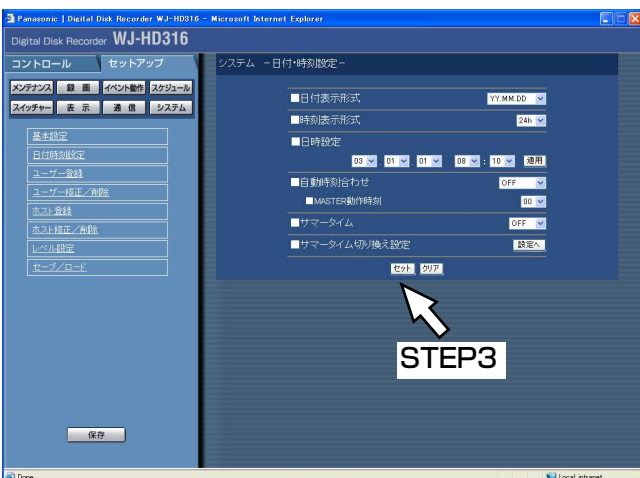 Panasonic | Digital Disk Recorder WJ-HD316 - Microsoft Internet Explorer
Digital Disk Recorder WJ-HD316
コントロール セットアップ
メンテナンス 録 画 イベント動作 スケジュール
スイッチャー 表 示 通 信 システム
基本設定
日付時刻設定
ユーザー登録
ユーザー修正/削除
ホスト登録
ホスト修正/削除
レベル設定
セーブ/ロード
保存
システム －日付・時刻設定－
■日付表示形式 YY.MM.DD
■時刻表示形式 24h
■日時設定
03 01 01 08 : 10 適用
■自動時刻合わせ OFF
■MASTER動作時刻 00
■サマータイム OFF
■サマータイム切り換え設定 設定へ
セット クリア
STEP3
Done Local intranet